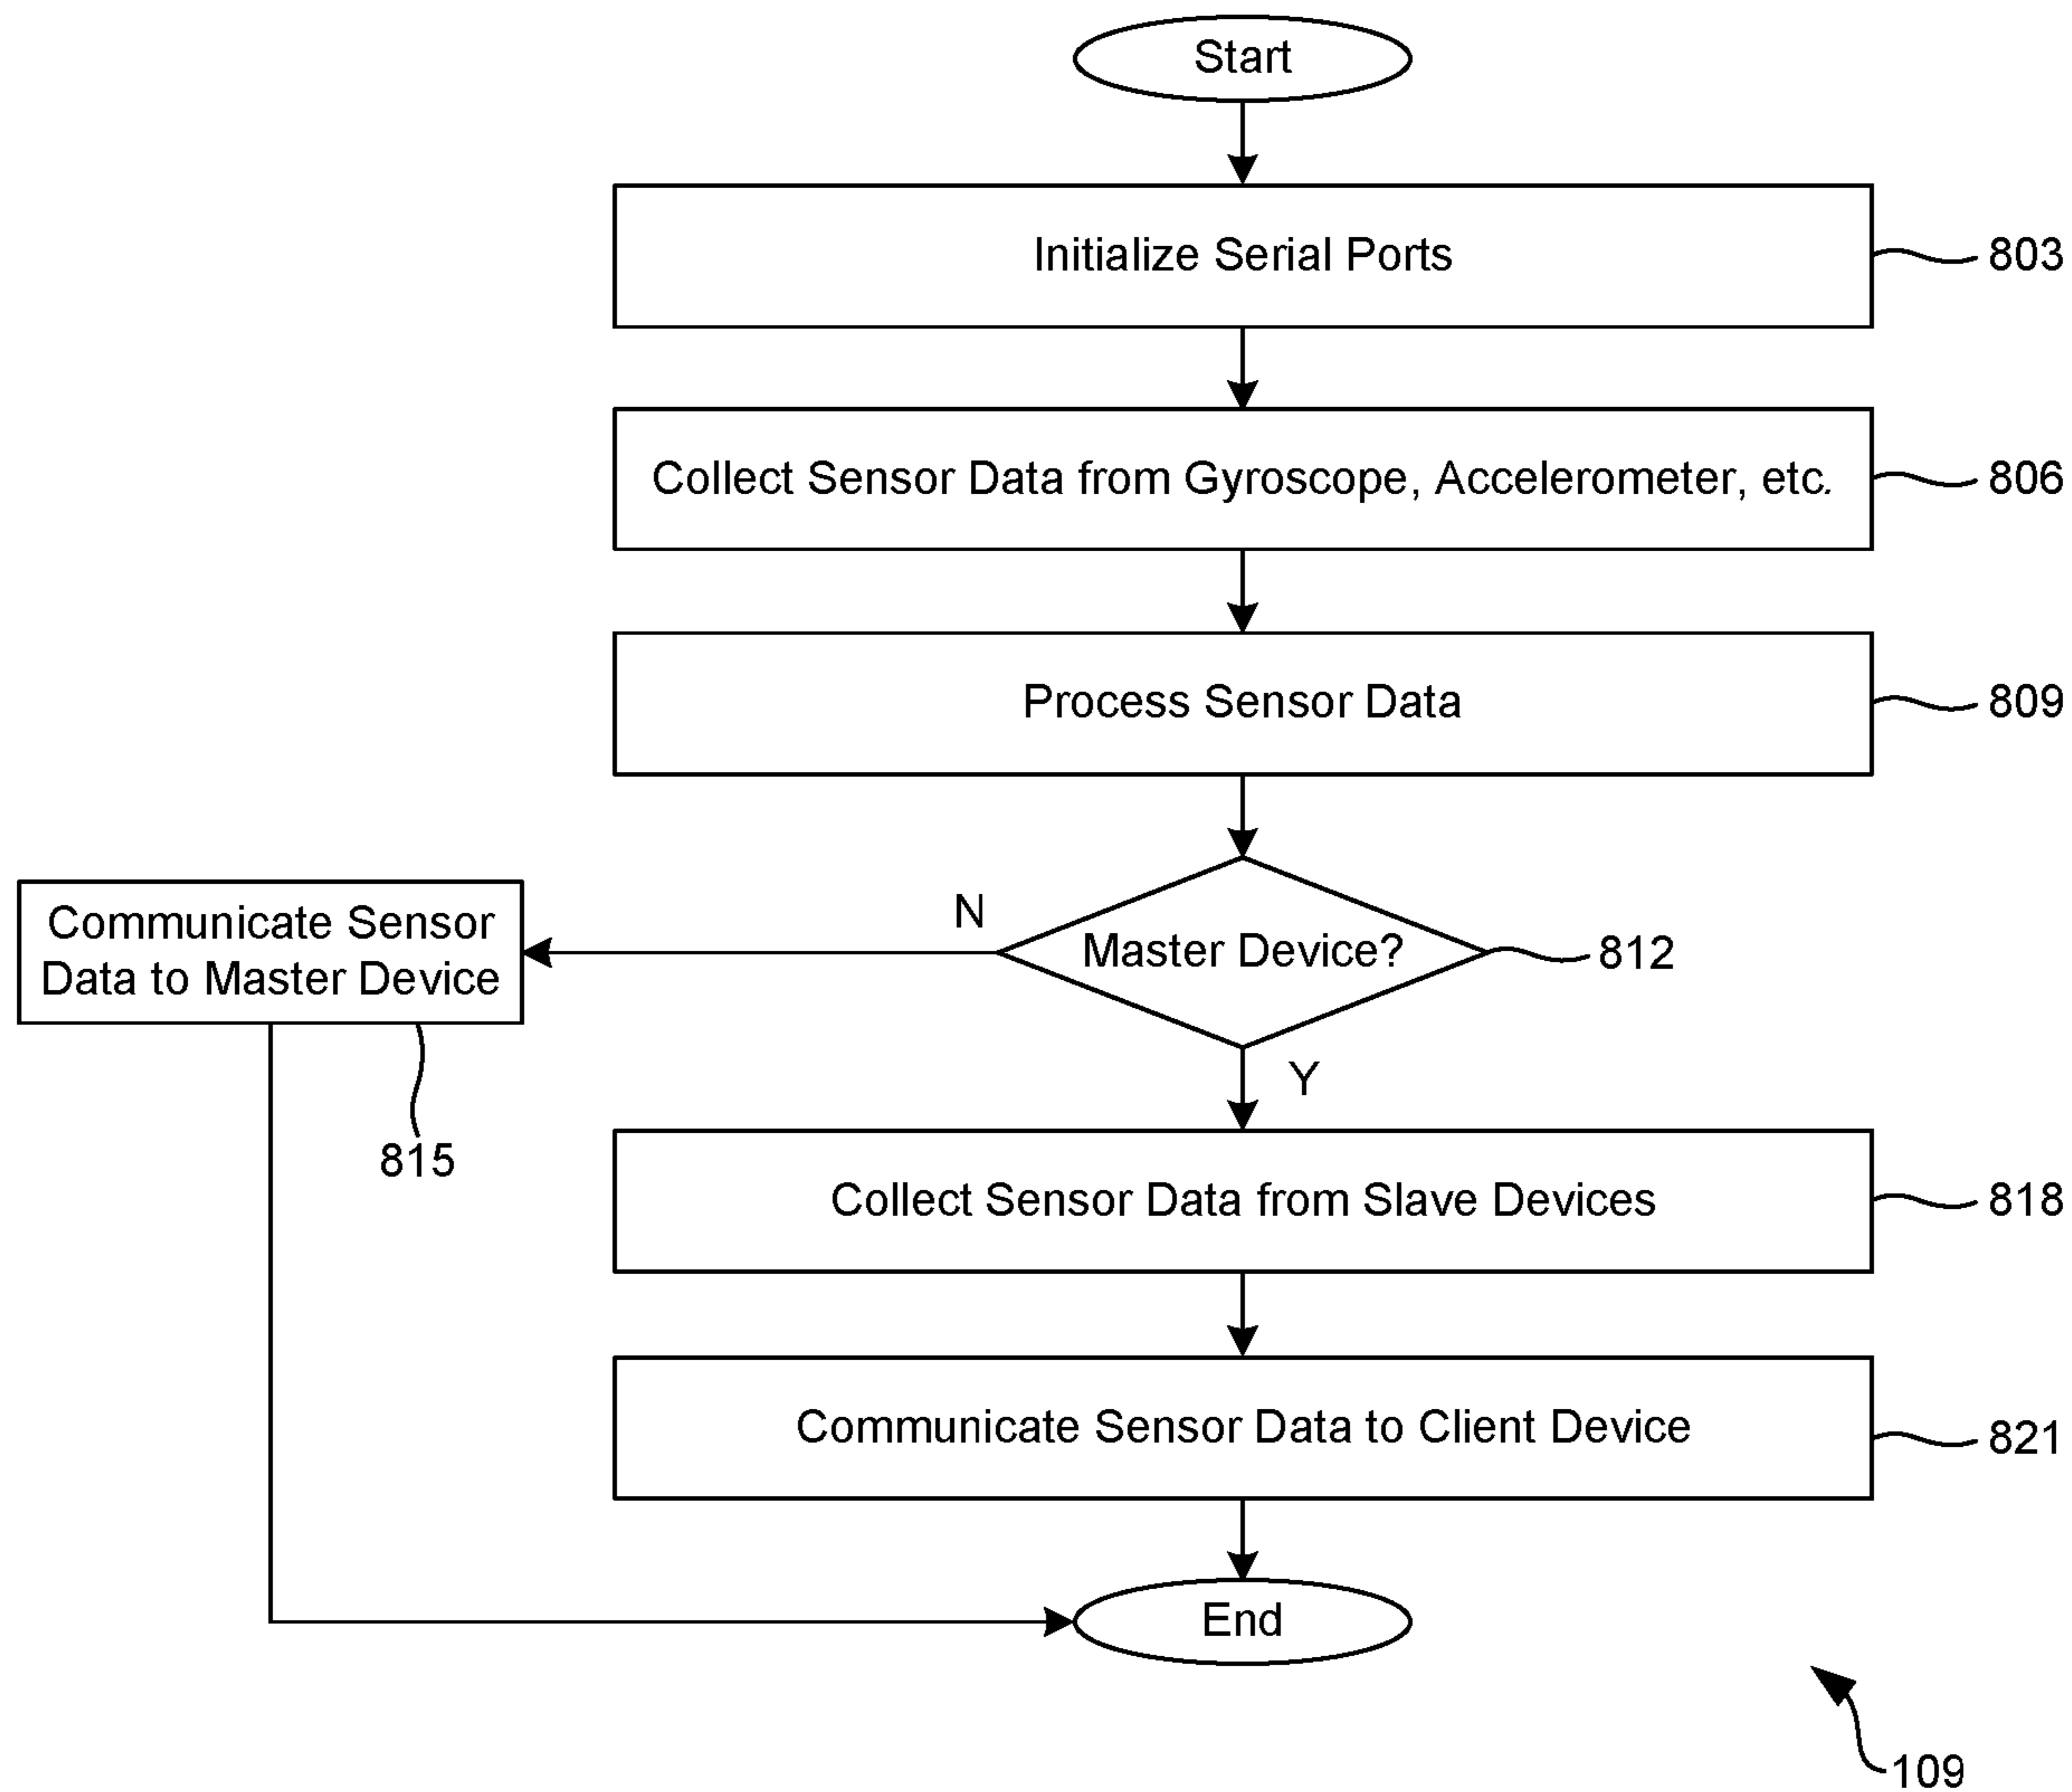 Start
Initialize Serial Ports
803
Collect Sensor Data from Gyroscope, Accelerometer, etc.
806
Process Sensor Data
809
N
Communicate Sensor
Data to Master Device
Master Device?
812
Y
815
Collect Sensor Data from Slave Devices
818
Communicate Sensor Data to Client Device
821
End
109